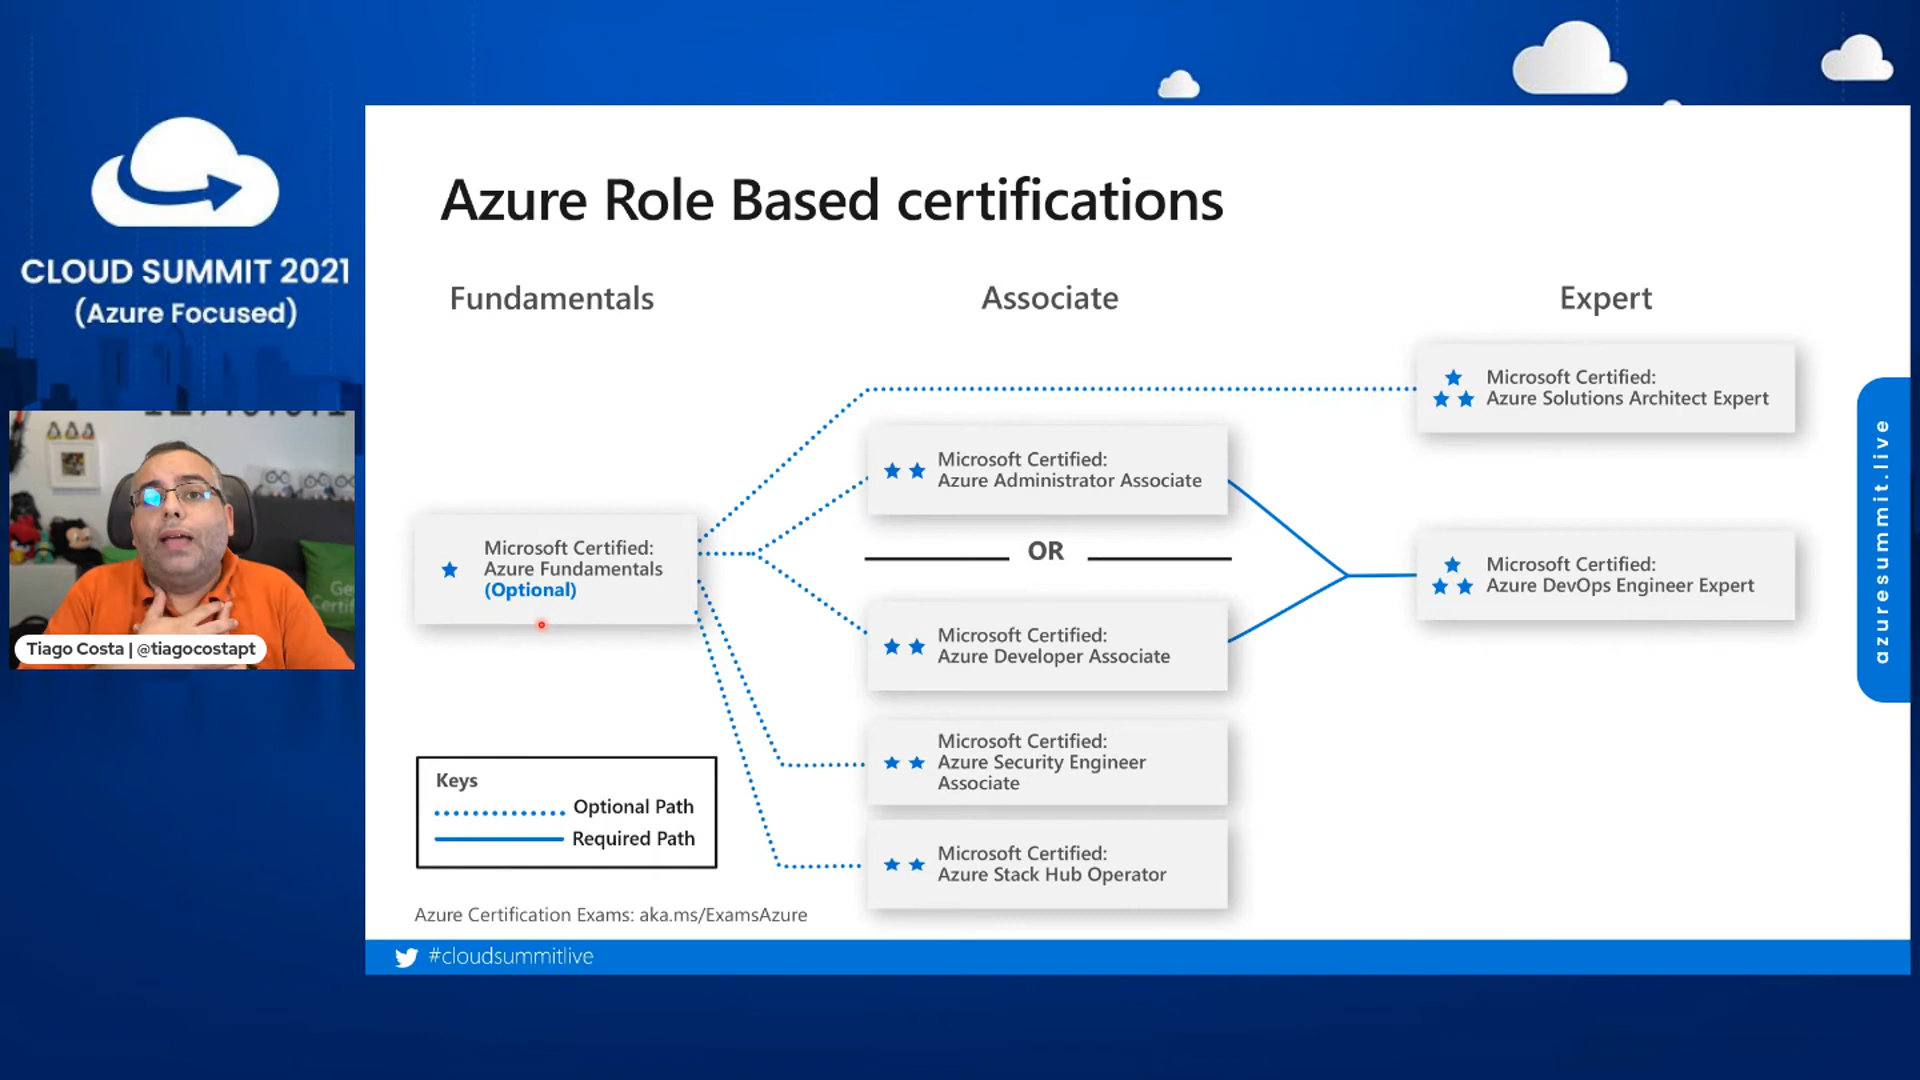 CLOUD SUMMIT 2021
(Azure Focused)
Tiago Costa | @tiagocostapt
Azure Role Based certifications
Fundamentals
Associate
Expert
Microsoft Certified:
Azure Fundamentals
(Optional)
Microsoft Certified:
Azure Administrator Associate
OR
Microsoft Certified:
Azure Developer Associate
Microsoft Certified:
Azure Security Engineer
Associate
Microsoft Certified:
Azure Stack Hub Operator
Microsoft Certified:
Azure Solutions Architect Expert
Microsoft Certified:
Azure DevOps Engineer Expert
Keys
Optional Path
Required Path
Azure Certification Exams: aka.ms/ExamsAzure
#cloudsummitlive
azuresummit.live